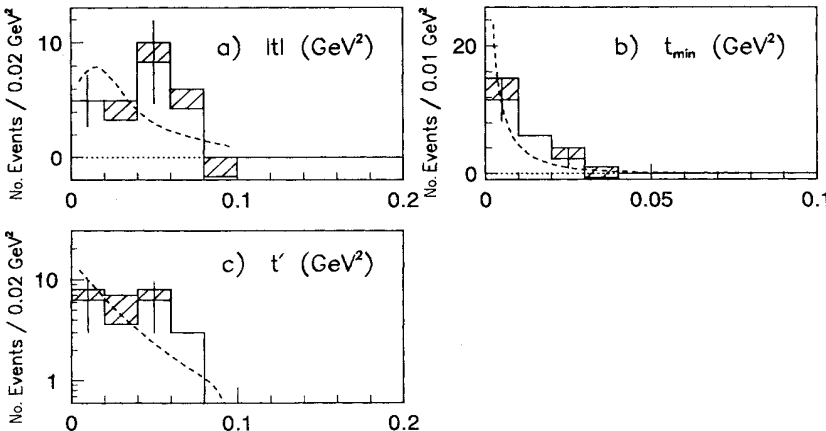 No. Events / 0.02 GeV²
10
0
a) |t| (GeV²)
0 0.1 0.2
No. Events / 0.01 GeV²
20
0
b) t_min (GeV²)
0 0.05 0.1
No. Events / 0.02 GeV²
10
1
c) t′ (GeV²)
0 0.1 0.2